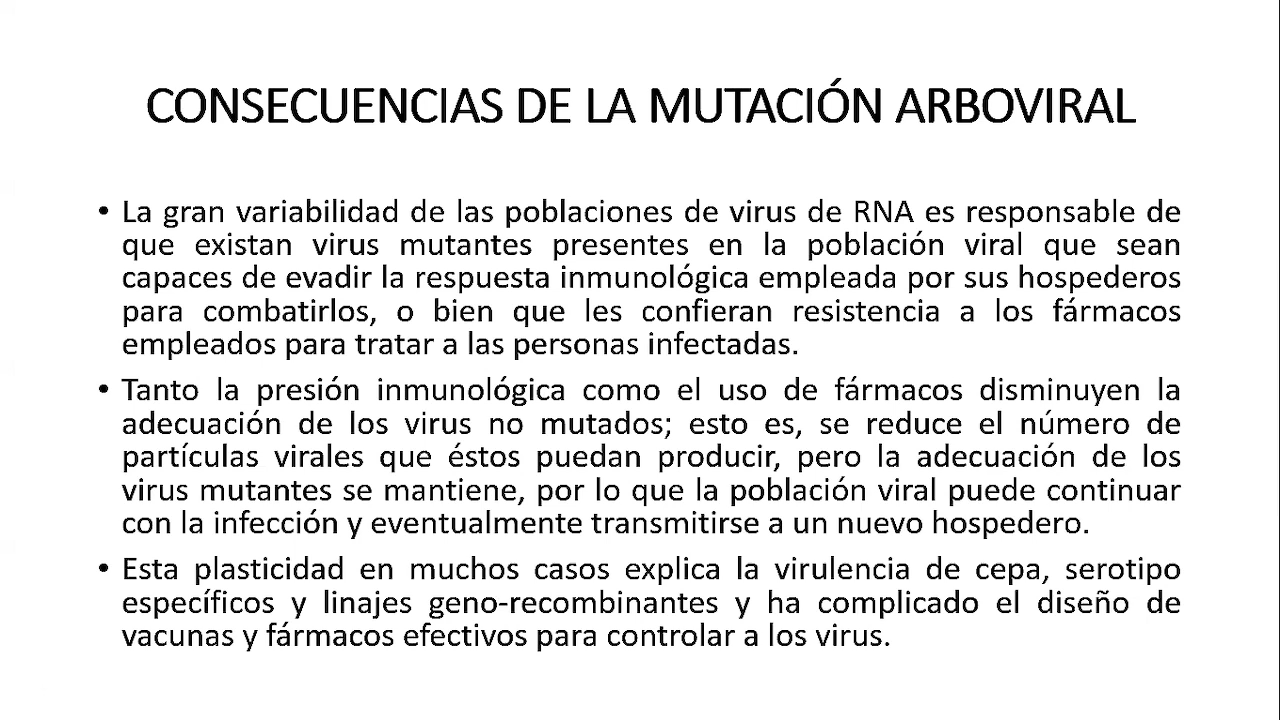 CONSECUENCIAS DE LA MUTACIÓN ARBOVIRAL
• La gran variabilidad de las poblaciones de virus de RNA es responsable de
que existan virus mutantes presentes en la población viral que sean
capaces de evadir la respuesta inmunológica empleada por sus hospederos
para combatirlos, o bien que les confieran resistencia a los fármacos
empleados para tratar a las personas infectadas.
• Tanto la presión inmunológica como el uso de fármacos disminuyen la
adecuación de los virus no mutados; esto es, se reduce el número de
partículas virales que éstos puedan producir, pero la adecuación de los
virus mutantes se mantiene, por lo que la población viral puede continuar
con la infección y eventualmente transmitirse a un nuevo hospedero.
• Esta plasticidad en muchos casos explica la virulencia de cepa, serotipo
específicos y linajes geno-recombinantes y ha complicado el diseño de
vacunas y fármacos efectivos para controlar a los virus.